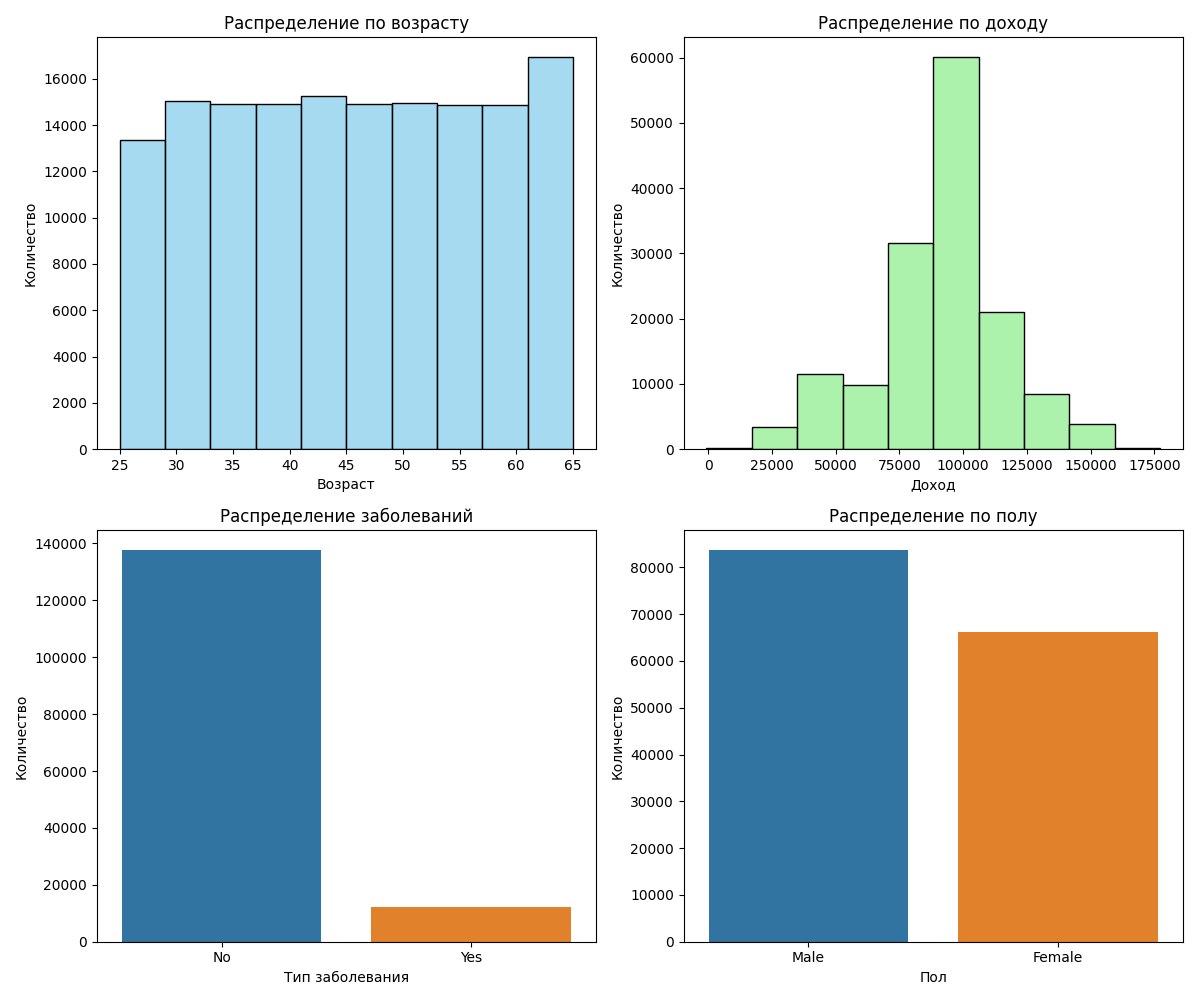 Распределение по возрасту
Количество
16000
14000
12000
10000
8000
6000
4000
2000
0
25 30 35 40 45 50 55 60 65
Возраст
Распределение по доходу
Количество
60000
50000
40000
30000
20000
10000
0
0 25000 50000 75000 100000 125000 150000 175000
Доход
Распределение заболеваний
Количество
140000
120000
100000
80000
60000
40000
20000
0
No Yes
Тип заболевания
Распределение по полу
Количество
80000
70000
60000
50000
40000
30000
20000
10000
0
Male Female
Пол